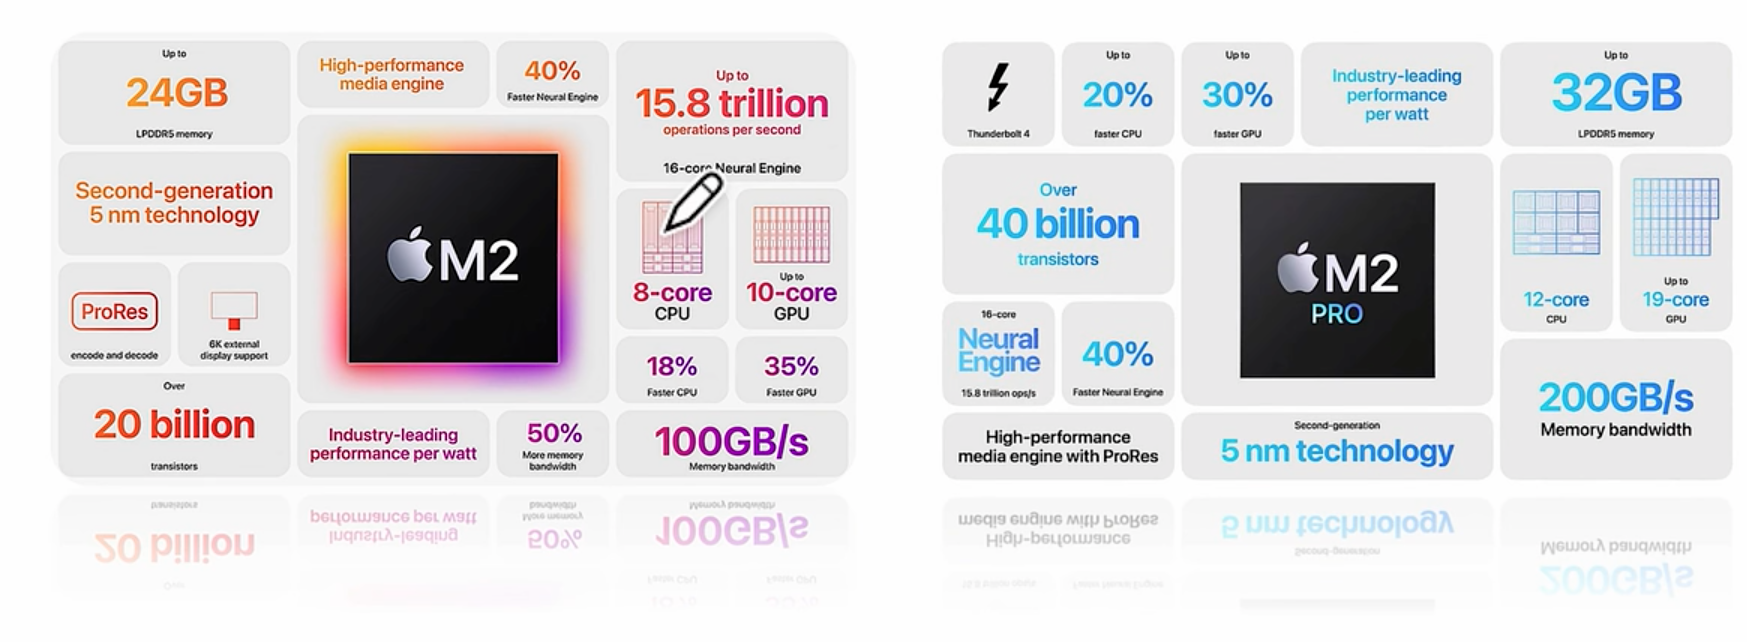 Up to
24GB
LPDDR5 memory
High-performance
media engine
40%
Faster Neural Engine
Up to
15.8 trillion
operations per second
16-core Neural Engine
Second-generation
5 nm technology
M2
8-core
CPU
Up to
10-core
GPU
ProRes
encode and decode
6K external
display support
18%
Faster CPU
35%
Faster GPU
Over
20 billion
transistors
Industry-leading
performance per watt
50%
More memory
bandwidth
100GB/s
Memory bandwidth
Thunderbolt 4
Up to
20%
faster CPU
Up to
30%
faster GPU
Industry-leading
performance
per watt
Up to
32GB
LPDDR5 memory
Over
40 billion
transistors
M2
PRO
12-core
CPU
Up to
19-core
GPU
16-core
Neural
Engine
15.8 trillion ops/s
40%
Faster Neural Engine
200GB/s
Memory bandwidth
High-performance
media engine with ProRes
Second-generation
5 nm technology